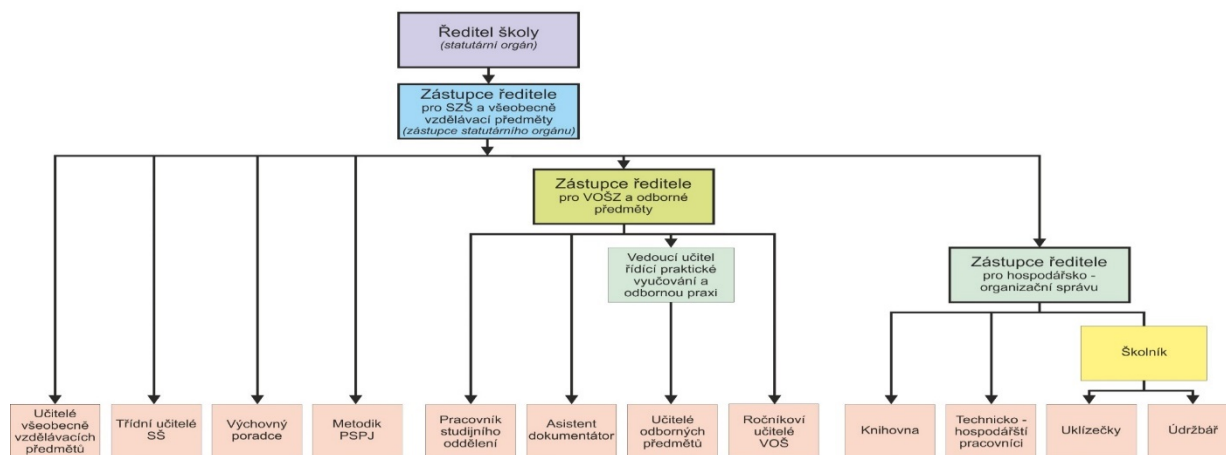 Ředitel školy
(statutární orgán)
Zástupce ředitele
pro SZŠ a všeobecně
vzdělávací předměty
(zástupce statutárního orgánu)
Zástupce ředitele
pro VOŠZ a odborné
předměty
Vedoucí učitel
řídící praktické
vyučování a
odbornou praxi
Zástupce ředitele
pro hospodářsko -
organizační správu
Školník
Učitelé
všeobecně
vzdělávacích
předmětů
Třídní učitelé
SŠ
Výchovný
poradce
Metodik
PSPJ
Pracovník
studijního
oddělení
Asistent
dokumentátor
Učitelé
odborných
předmětů
Ročníkoví
učitelé
VOŠ
Knihovna
Technicko -
hospodářští
pracovníci
Uklízečky
Údržbář